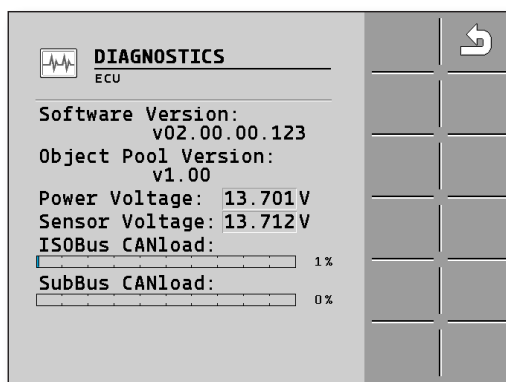 DIAGNOSTICS
ECU
Software Version:
v02.00.00.123
Object Pool Version:
v1.00
Power Voltage: 13.701 V
Sensor Voltage: 13.712 V
ISOBus CANload:
1%
SubBus CANload:
0%